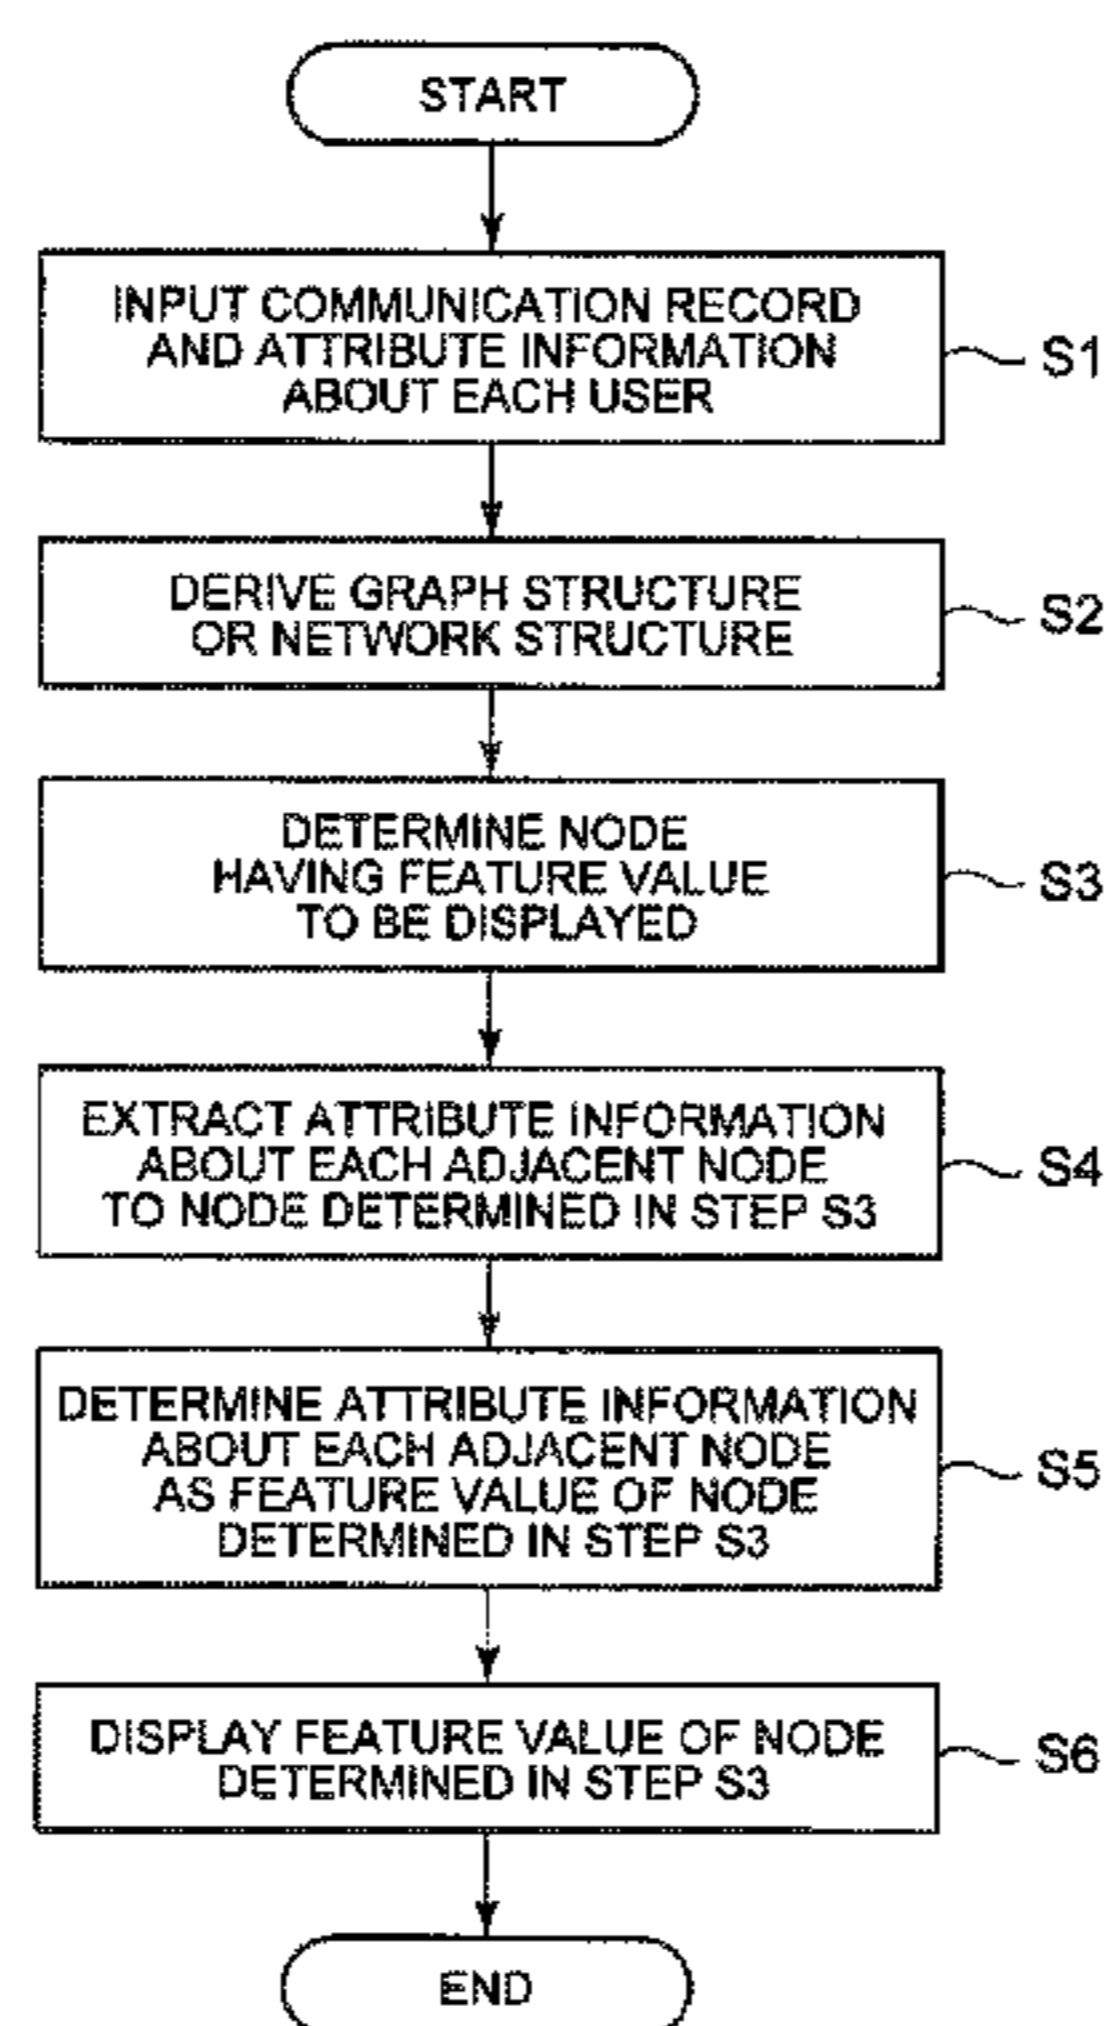 START
INPUT COMMUNICATION RECORD
AND ATTRIBUTE INFORMATION
ABOUT EACH USER
S1
DERIVE GRAPH STRUCTURE
OR NETWORK STRUCTURE
S2
DETERMINE NODE
HAVING FEATURE VALUE
TO BE DISPLAYED
S3
EXTRACT ATTRIBUTE INFORMATION
ABOUT EACH ADJACENT NODE
TO NODE DETERMINED IN STEP S3
S4
DETERMINE ATTRIBUTE INFORMATION
ABOUT EACH ADJACENT NODE
AS FEATURE VALUE OF NODE
DETERMINED IN STEP S3
S5
DISPLAY FEATURE VALUE OF NODE
DETERMINED IN STEP S3
S6
END